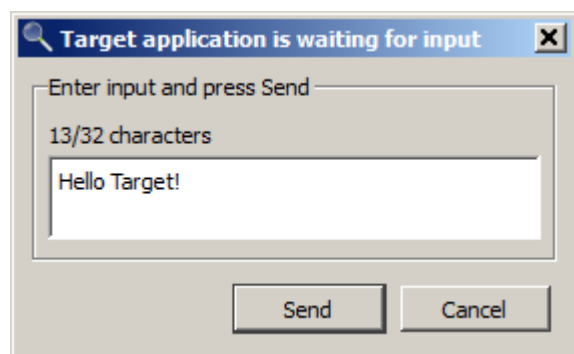 Target application is waiting for input
Enter input and press Send
13/32 characters
Hello Target!
Send
Cancel